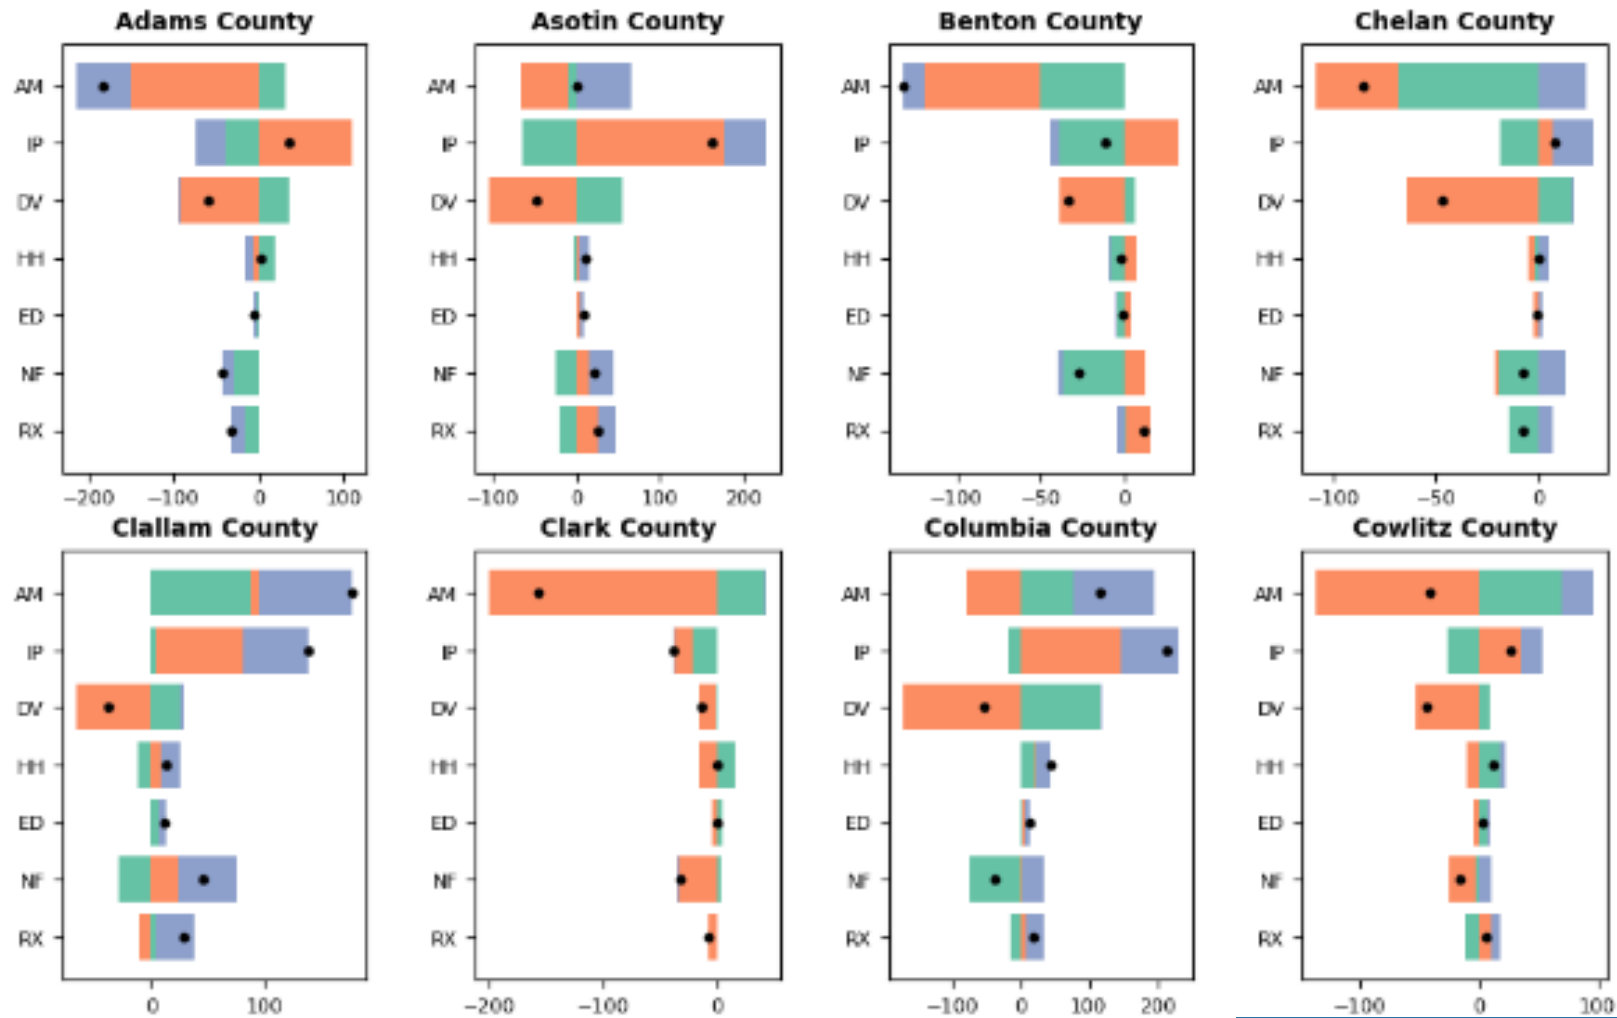 Adams County
AM
IP
DV
HH
ED
NF
RX
−200 −100 0 100
Asotin County
AM
IP
DV
HH
ED
NF
RX
−100 0 100 200
Benton County
AM
IP
DV
HH
ED
NF
RX
−100 −50 0
Chelan County
AM
IP
DV
HH
ED
NF
RX
−100 −50 0
Clallam County
AM
IP
DV
HH
ED
NF
RX
0 100
Clark County
AM
IP
DV
HH
ED
NF
RX
−200 −100 0
Columbia County
AM
IP
DV
HH
ED
NF
RX
−100 0 100 200
Cowlitz County
AM
IP
DV
HH
ED
NF
RX
−100 0 100